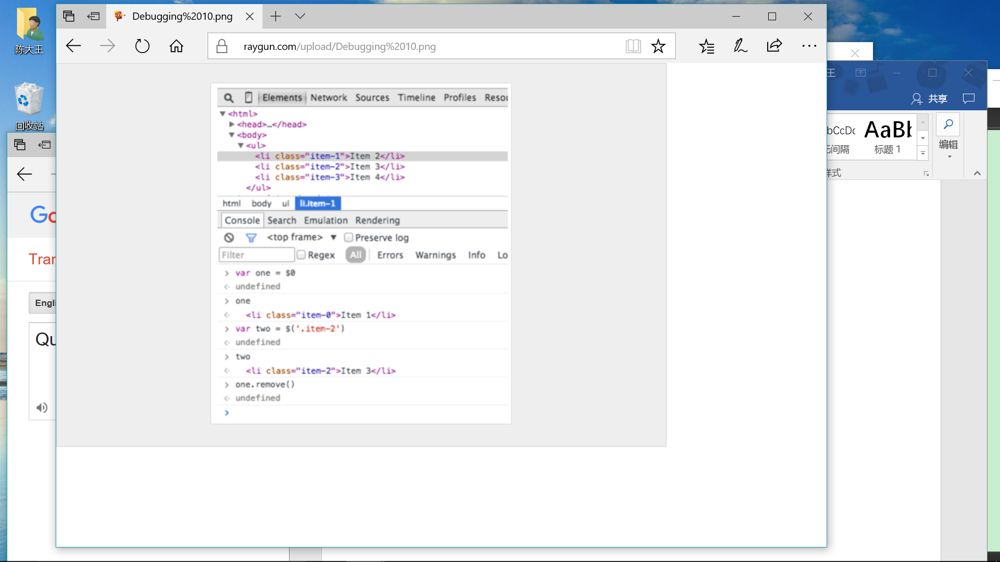 陈大王
回收站
Debugging%2010.png
raygun.com/upload/Debugging%2010.png
Elements Network Sources Timeline Profiles
<html>
<head>…</head>
<body>
<ul>
<li class="item-1">Item 2</li>
<li class="item-2">Item 3</li>
<li class="item-3">Item 4</li>
</ul>
html body ul li.item-1
Console Search Emulation Rendering
<top frame> ▼ Preserve log
Filter Regex All Errors Warnings Info Lo
> var one = $0
undefined
> one
<li class="item-0">Item 1</li>
> var two = $('.item-2')
undefined
> two
<li class="item-2">Item 3</li>
> one.remove()
undefined
>
Go
Tran
Engli
Qu
王
共享
bCcDc AaBb
无间隔 标题 1
编辑
样式